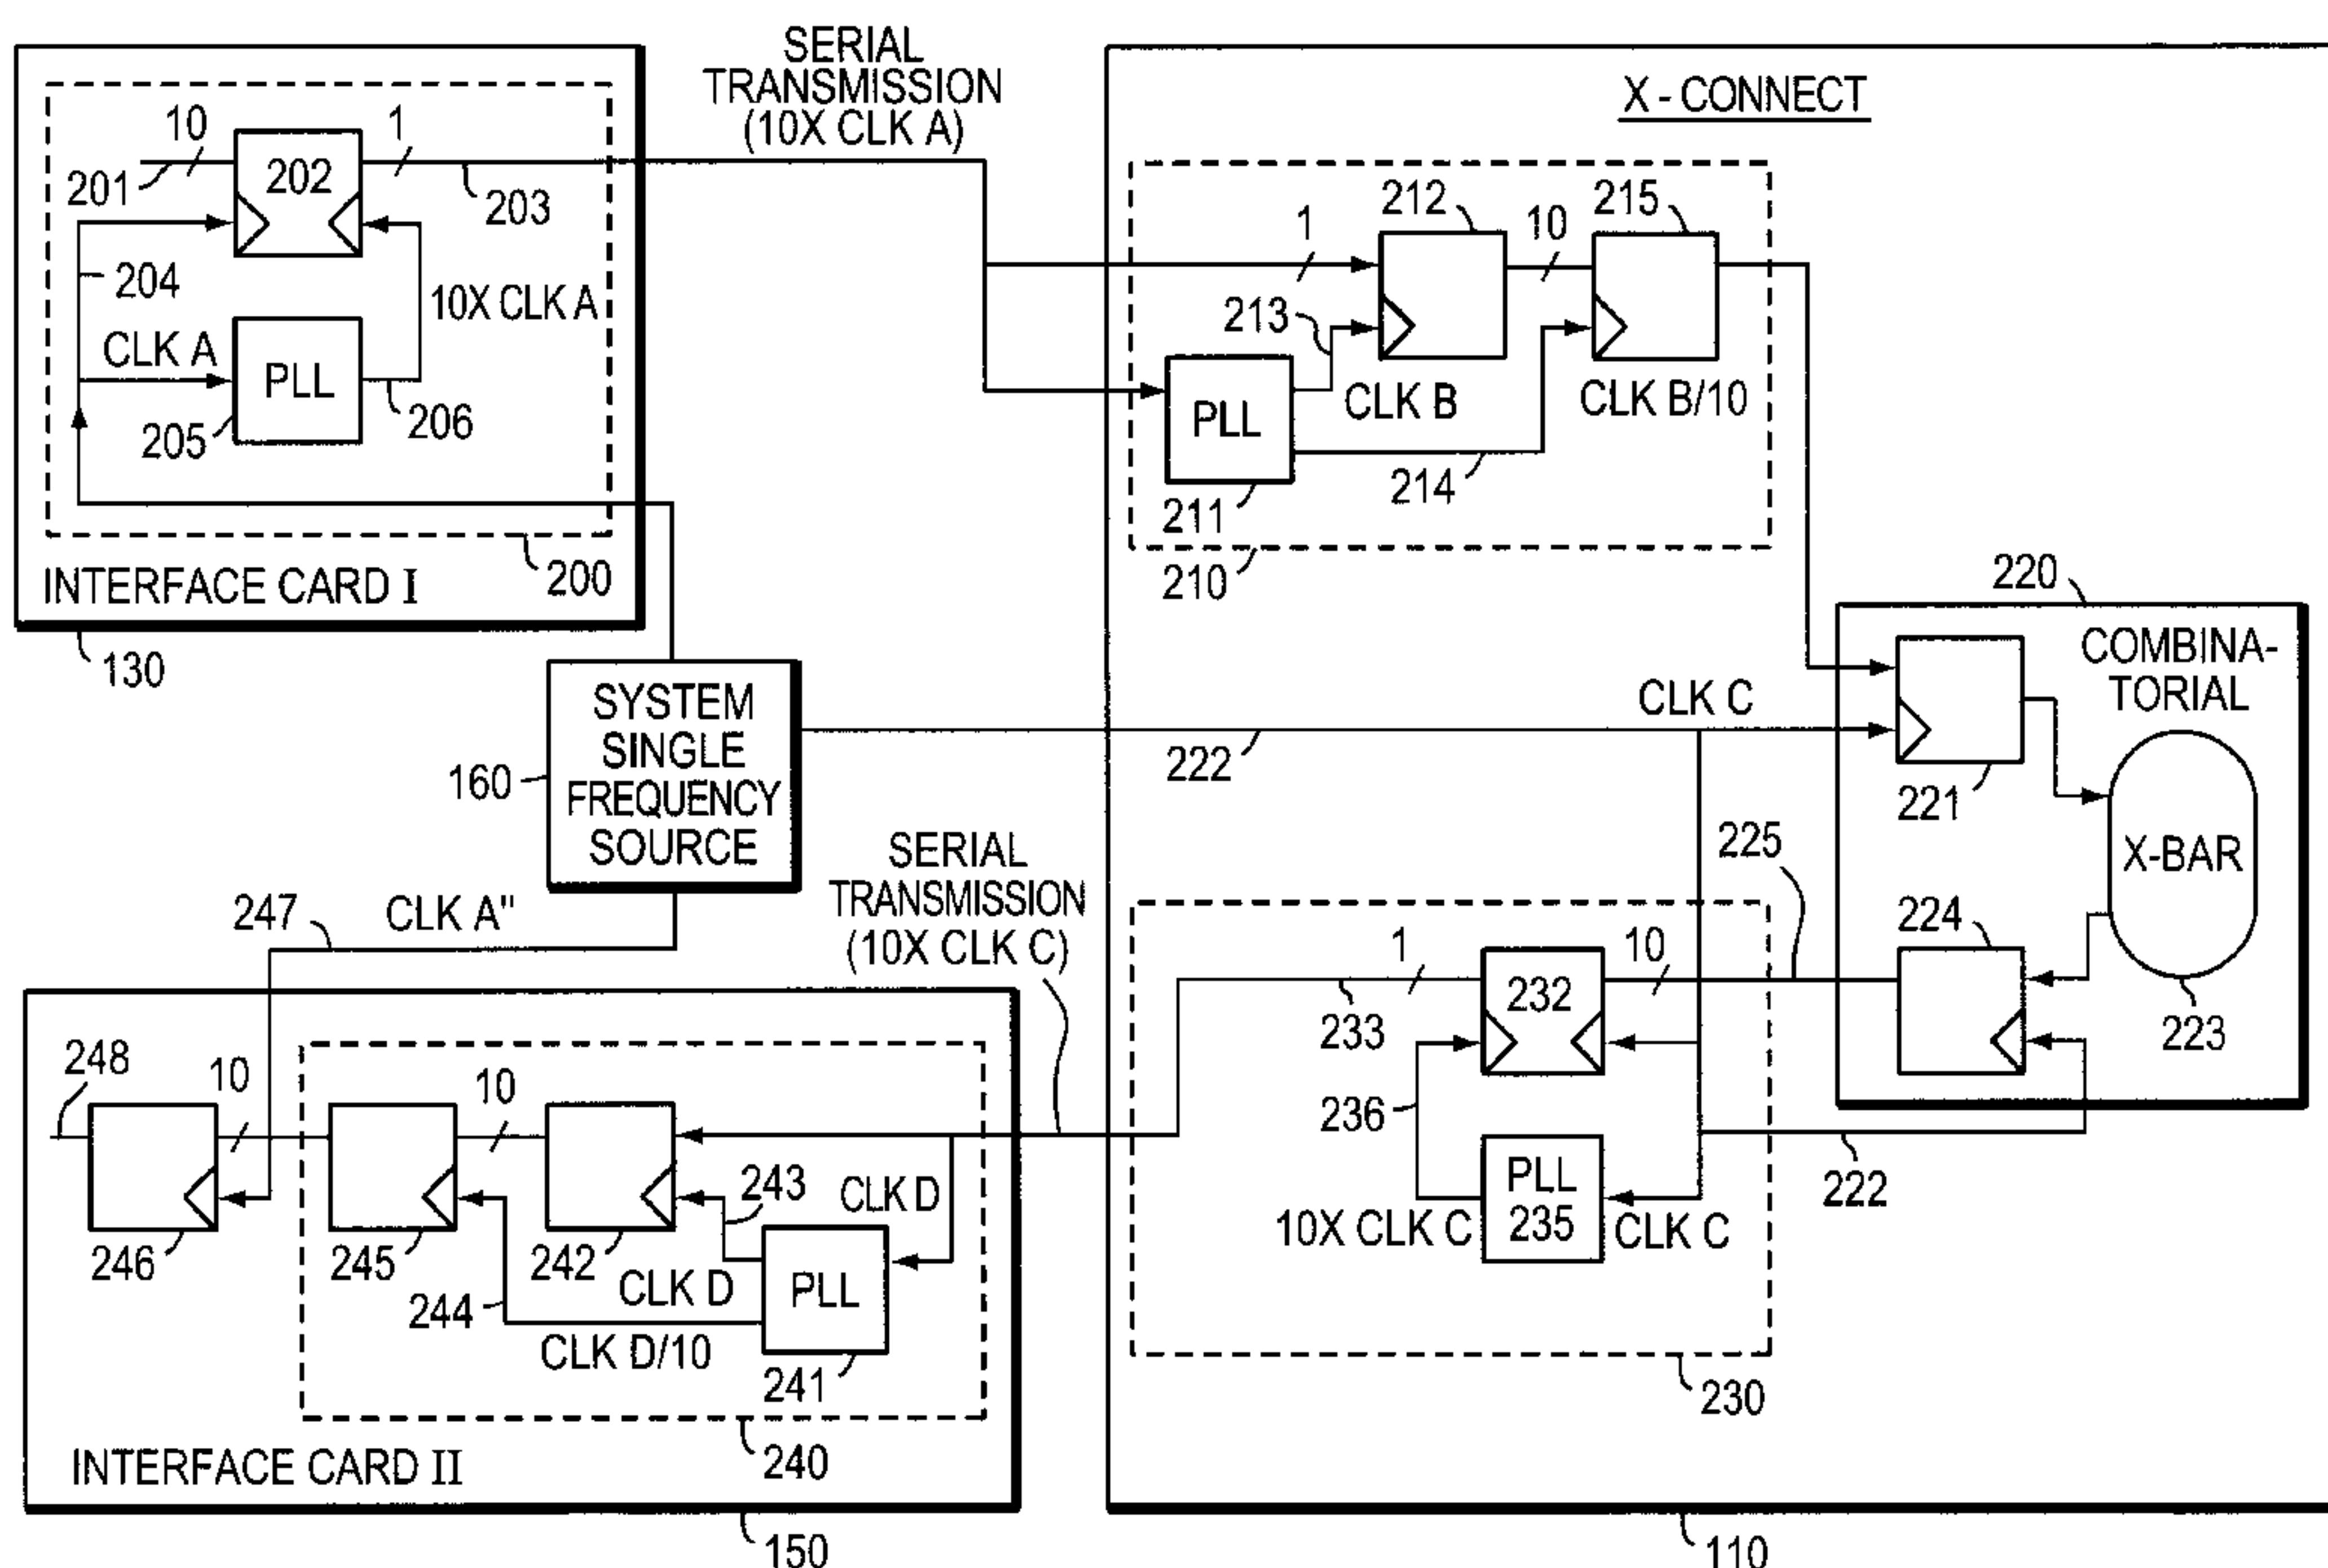 SERIAL
TRANSMISSION
(10X CLK A)
X - CONNECT
10
1
202
201
203
204
10X CLK A
CLK A
PLL
205
206
200
INTERFACE CARD I
130
212
215
1
10
213
CLK B
CLK B/10
PLL
214
211
210
220
COMBINA-
TORIAL
SYSTEM
SINGLE
FREQUENCY
SOURCE
160
CLK C
222
221
X-BAR
223
224
225
SERIAL
TRANSMISSION
(10X CLK C)
247
CLK A"
1
232
10
233
236
PLL
235
10X CLK C
CLK C
222
230
248
10
10
246
245
242
243
CLK D
CLK D
244
PLL
CLK D/10
241
240
INTERFACE CARD II
150
110